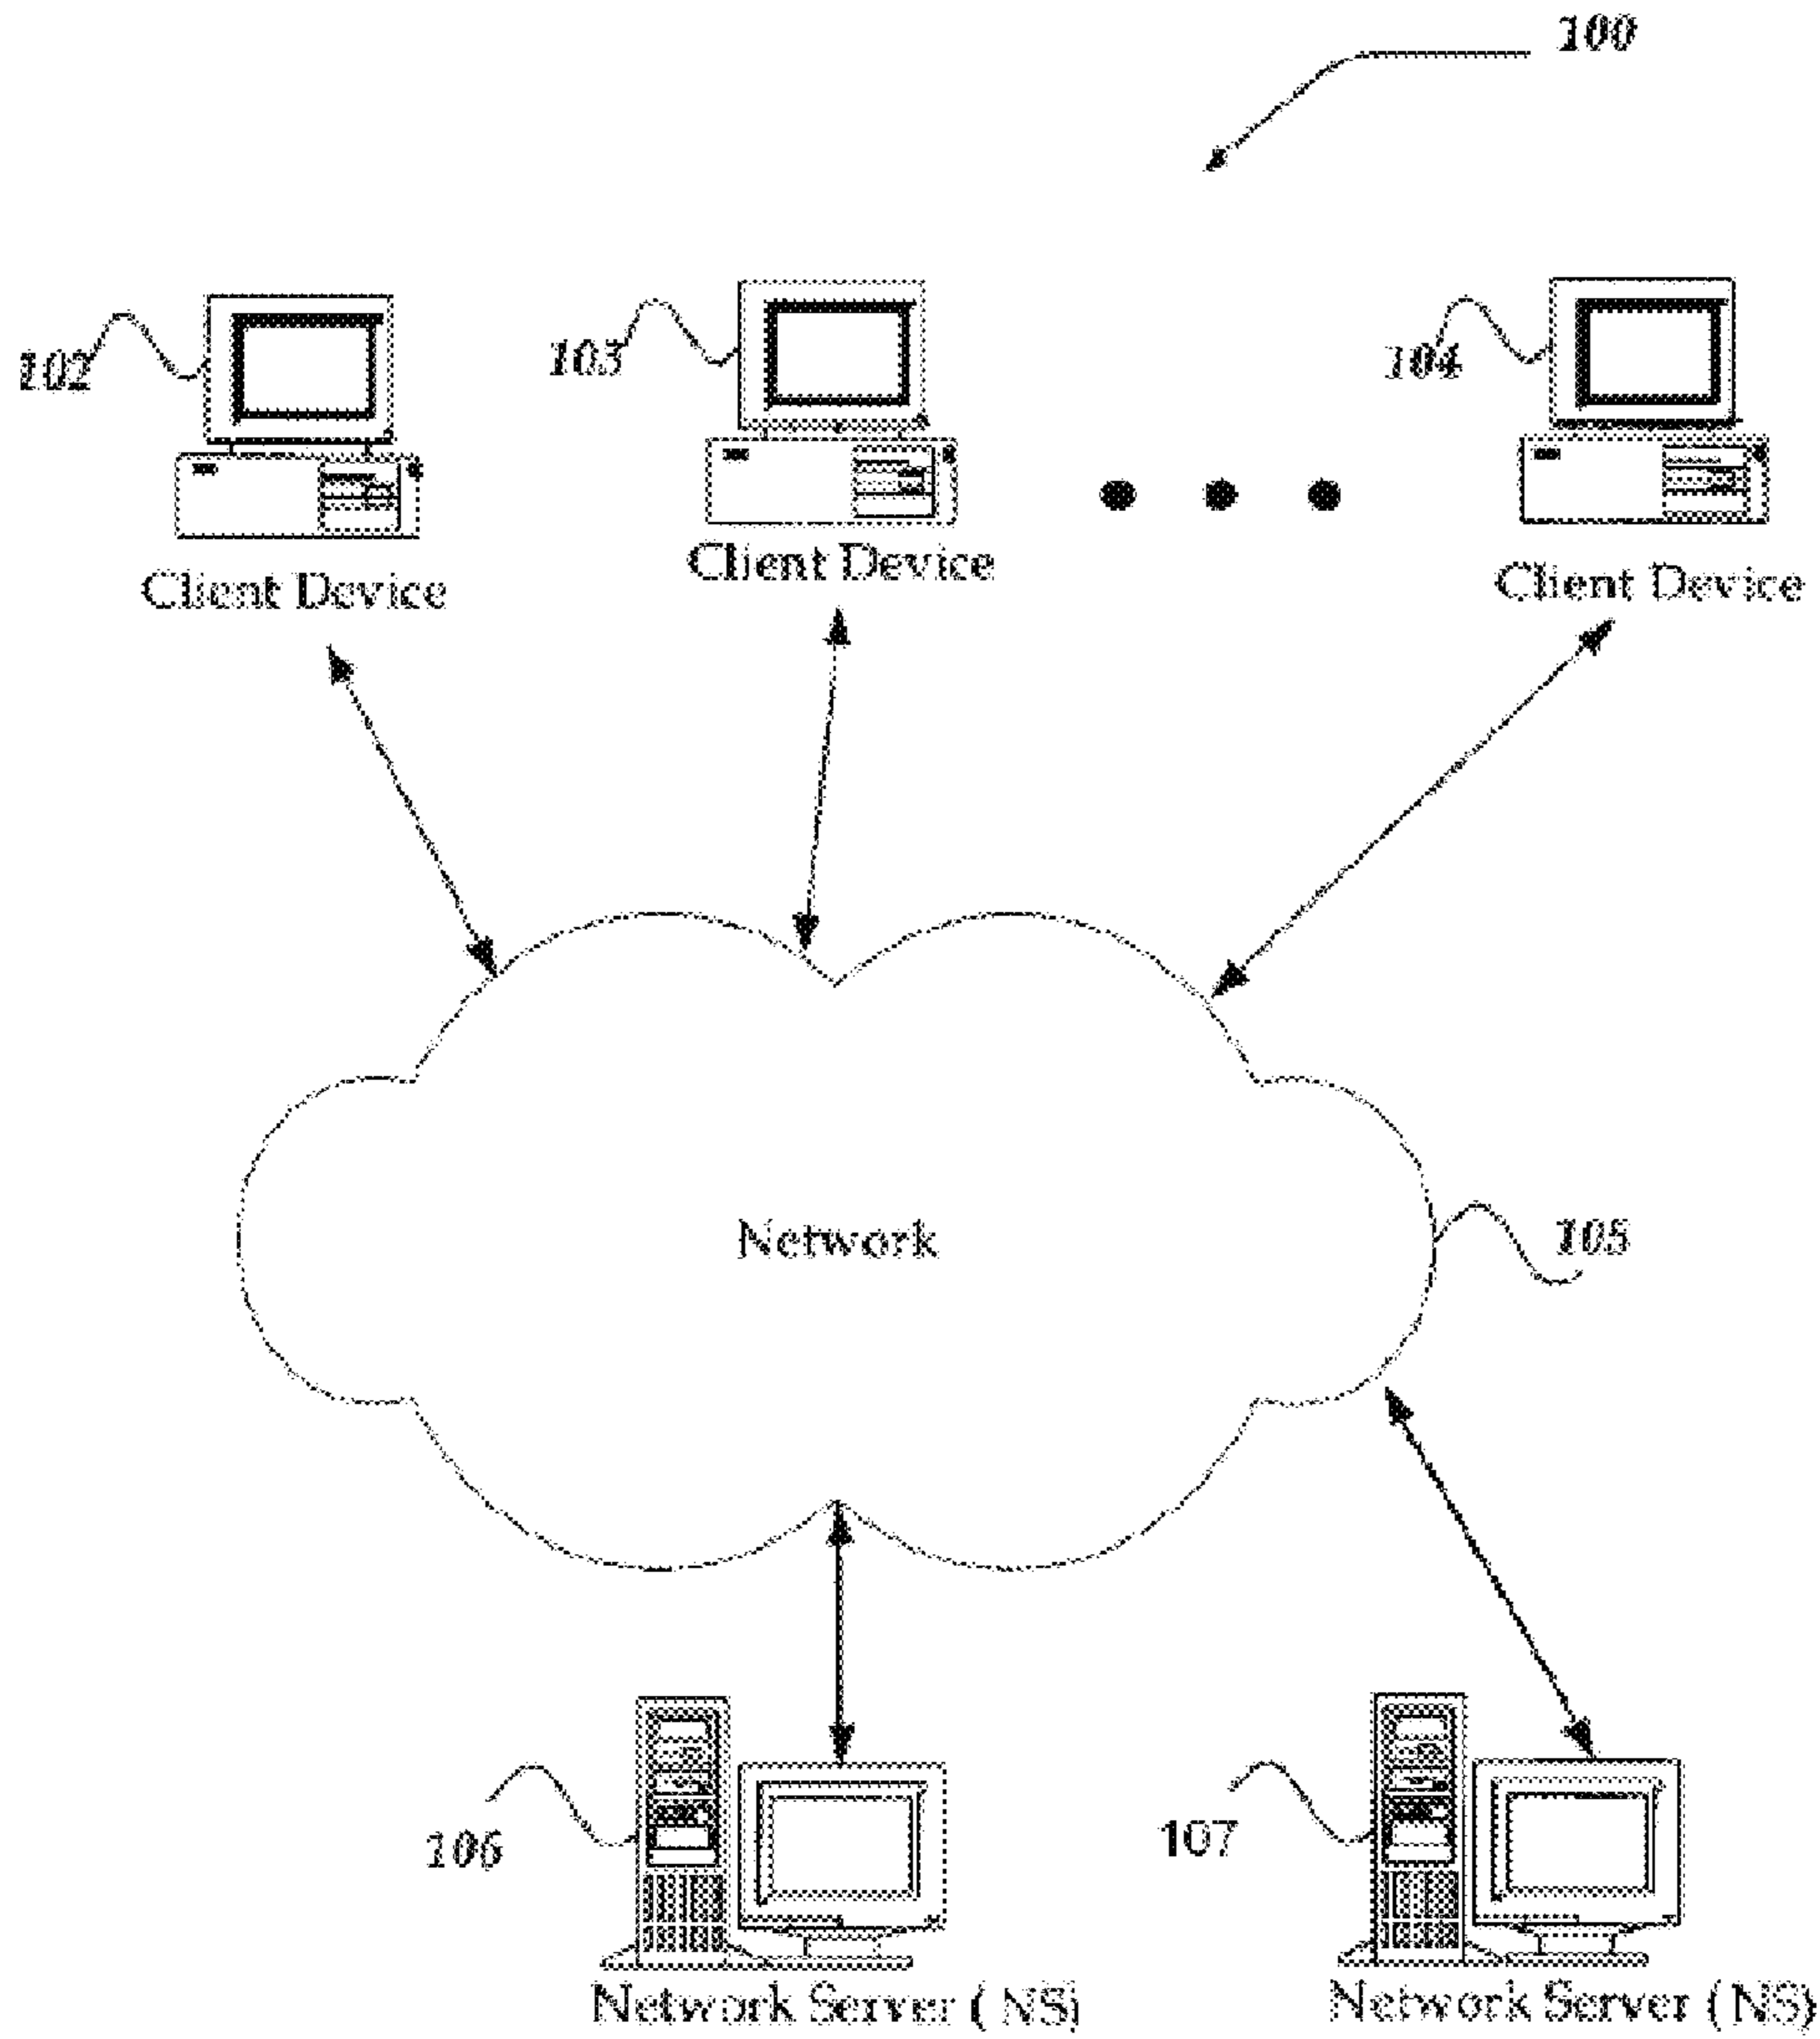 100
102
103
104
Client Device
Client Device
Client Device
Network
105
106
107
Network Server ( NS)
Network Server ( NS)